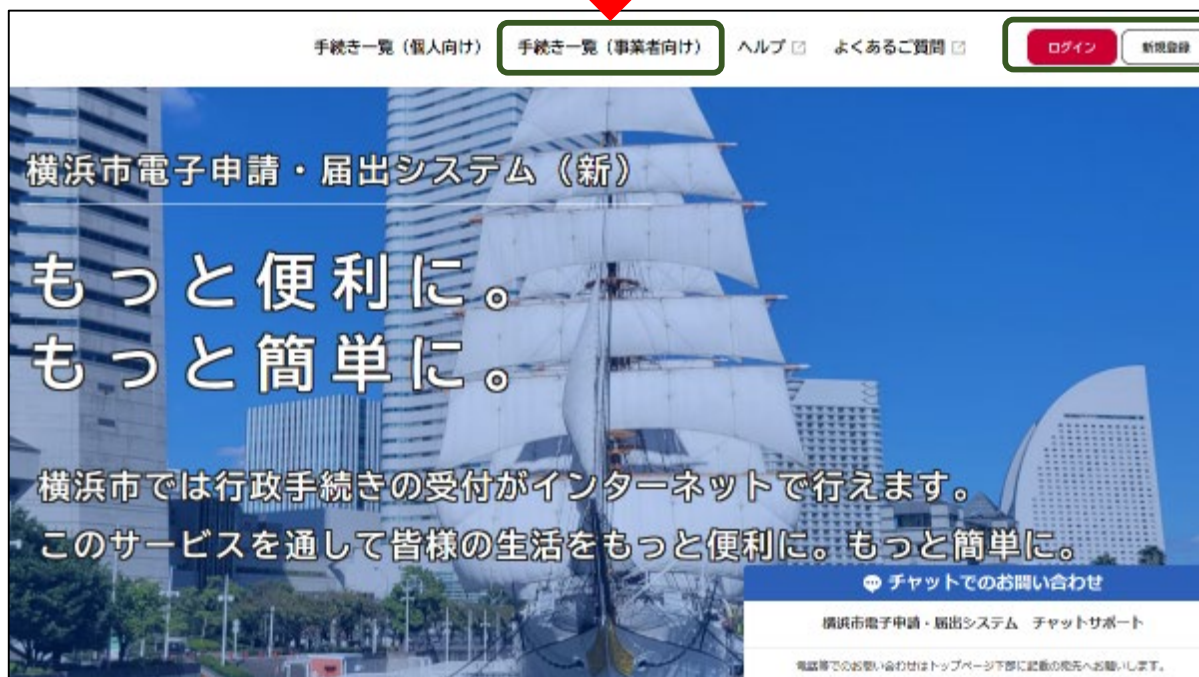 手続き一覧（個人向け） 手続き一覧（事業者向け） ヘルプ よくあるご質問 ログイン 新規登録
横浜市電子申請・届出システム（新）
もっと便利に。
もっと簡単に。
横浜市では行政手続きの受付がインターネットで行えます。
このサービスを通して皆様の生活をもっと便利に。もっと簡単に。
チャットでのお問い合わせ
横浜市電子申請・届出システム チャットサポート
電話等でのお問い合わせはトップページ下部に記載の宛先へお願いします。